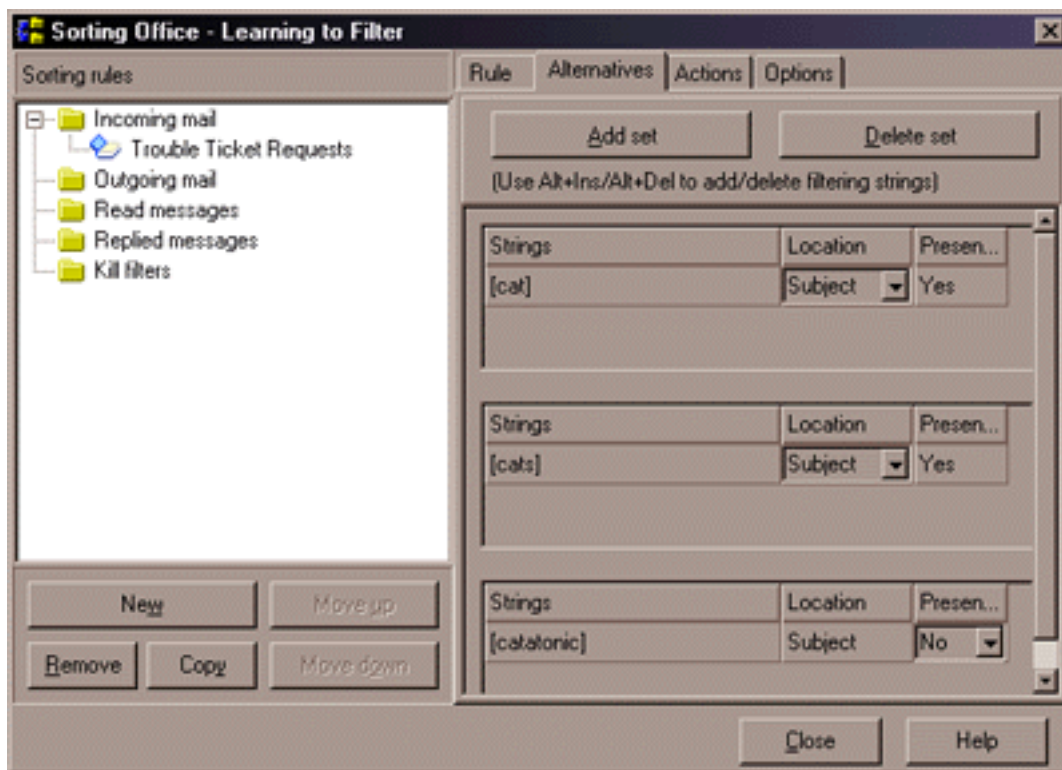 Sorting Office - Learning to Filter
Sorting rules
Incoming mail
Trouble Ticket Requests
Outgoing mail
Read messages
Replied messages
Kill filters
New
Move up
Remove
Copy
Move down
Rule Alternatives Actions Options
Add set Delete set
(Use Alt+Ins/Alt+Del to add/delete filtering strings)
Strings Location Presen...
[cat] Subject Yes
Strings Location Presen...
[cats] Subject Yes
Strings Location Presen...
[catatonic] Subject No
Close Help